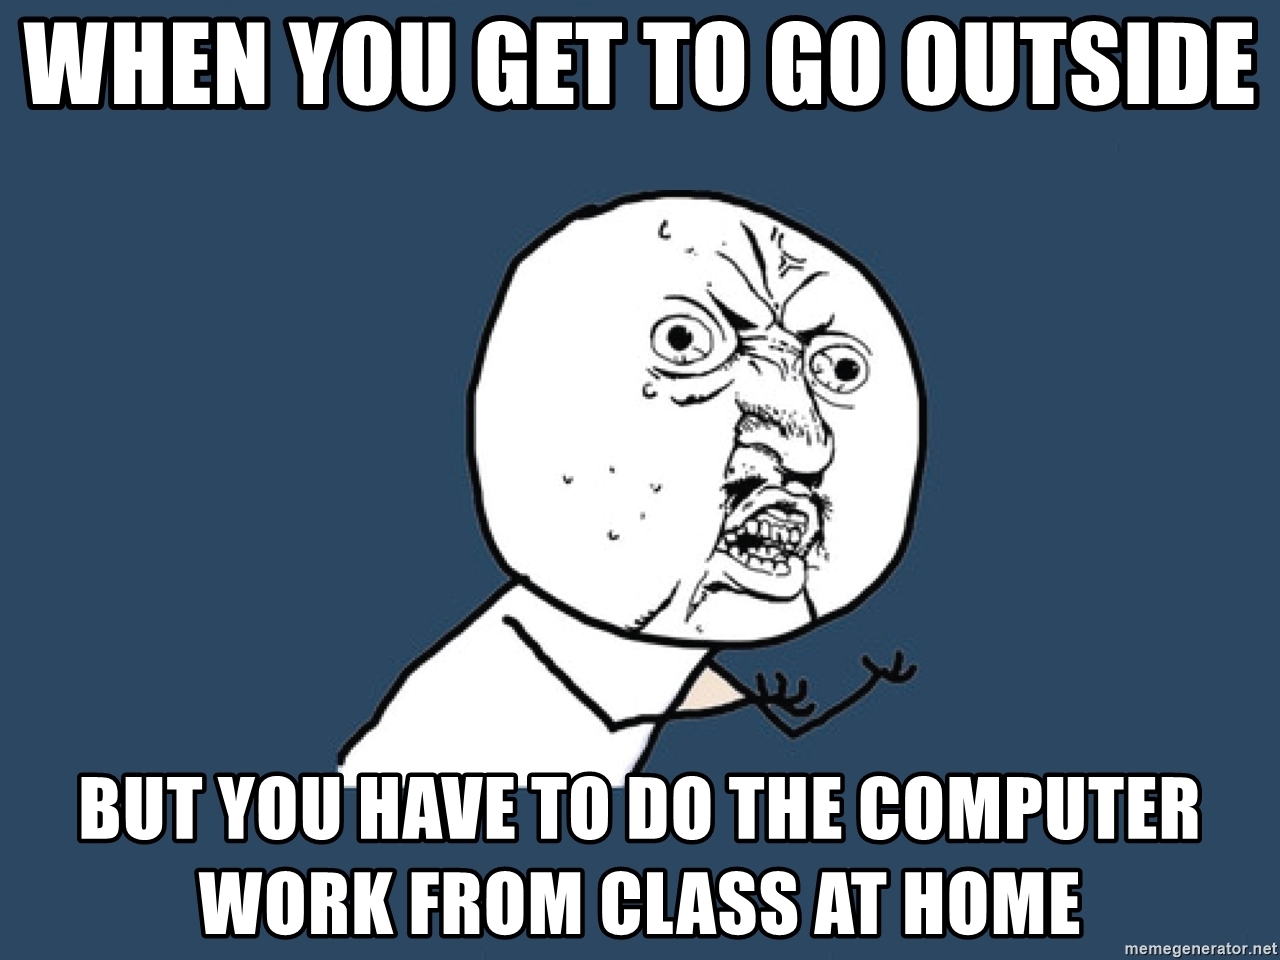 WHEN YOU GET TO GO OUTSIDE
BUT YOU HAVE TO DO THE COMPUTER
WORK FROM CLASS AT HOME
memegenerator.net